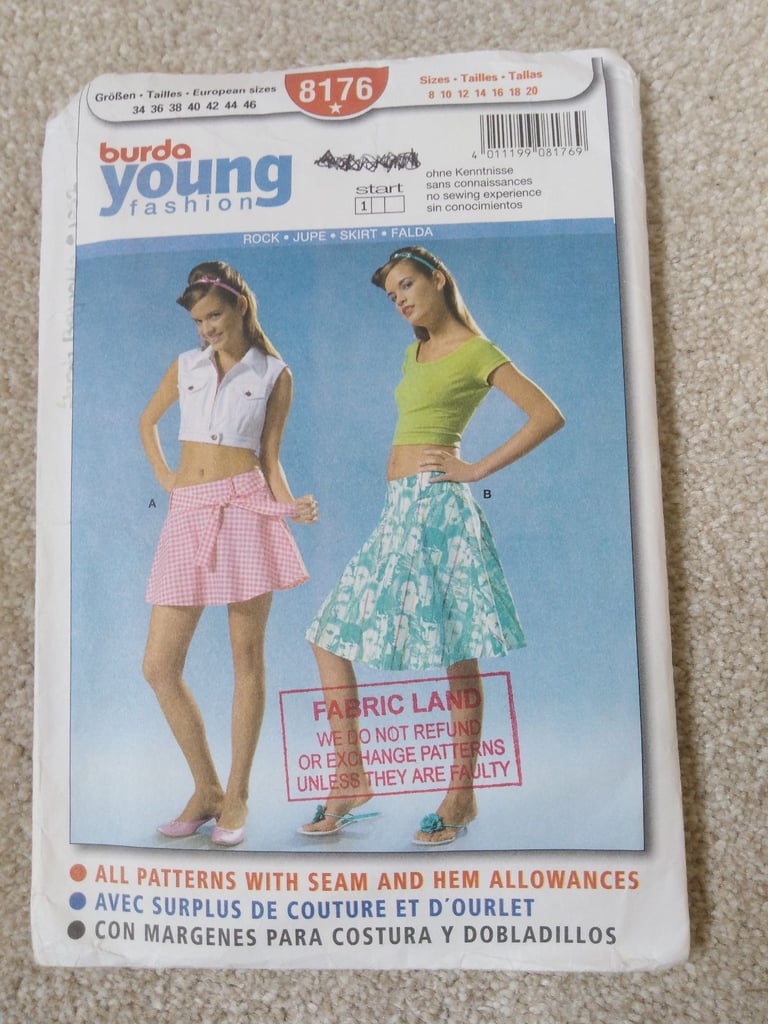 Größen • Tailles • European sizes
34 36 38 40 42 44 46
8176
Sizes • Tailles • Tallas
8 10 12 14 16 18 20
burda
young
fashion
start
1
4 011199 081769
ohne Kenntnisse
sans connaissances
no sewing experience
sin conocimientos
ROCK • JUPE • SKIRT • FALDA
A
B
FABRIC LAND
WE DO NOT REFUND
OR EXCHANGE PATTERNS
UNLESS THEY ARE FAULTY
ALL PATTERNS WITH SEAM AND HEM ALLOWANCES
AVEC SURPLUS DE COUTURE ET D'OURLET
CON MARGENES PARA COSTURA Y DOBLADILLOS